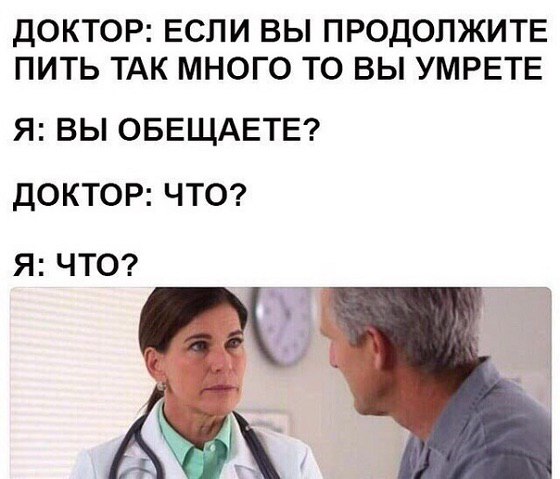 ДОКТОР: ЕСЛИ ВЫ ПРОДОЛЖИТЕ
ПИТЬ ТАК МНОГО ТО ВЫ УМРЕТЕ
Я: ВЫ ОБЕЩАЕТЕ?
ДОКТОР: ЧТО?
Я: ЧТО?